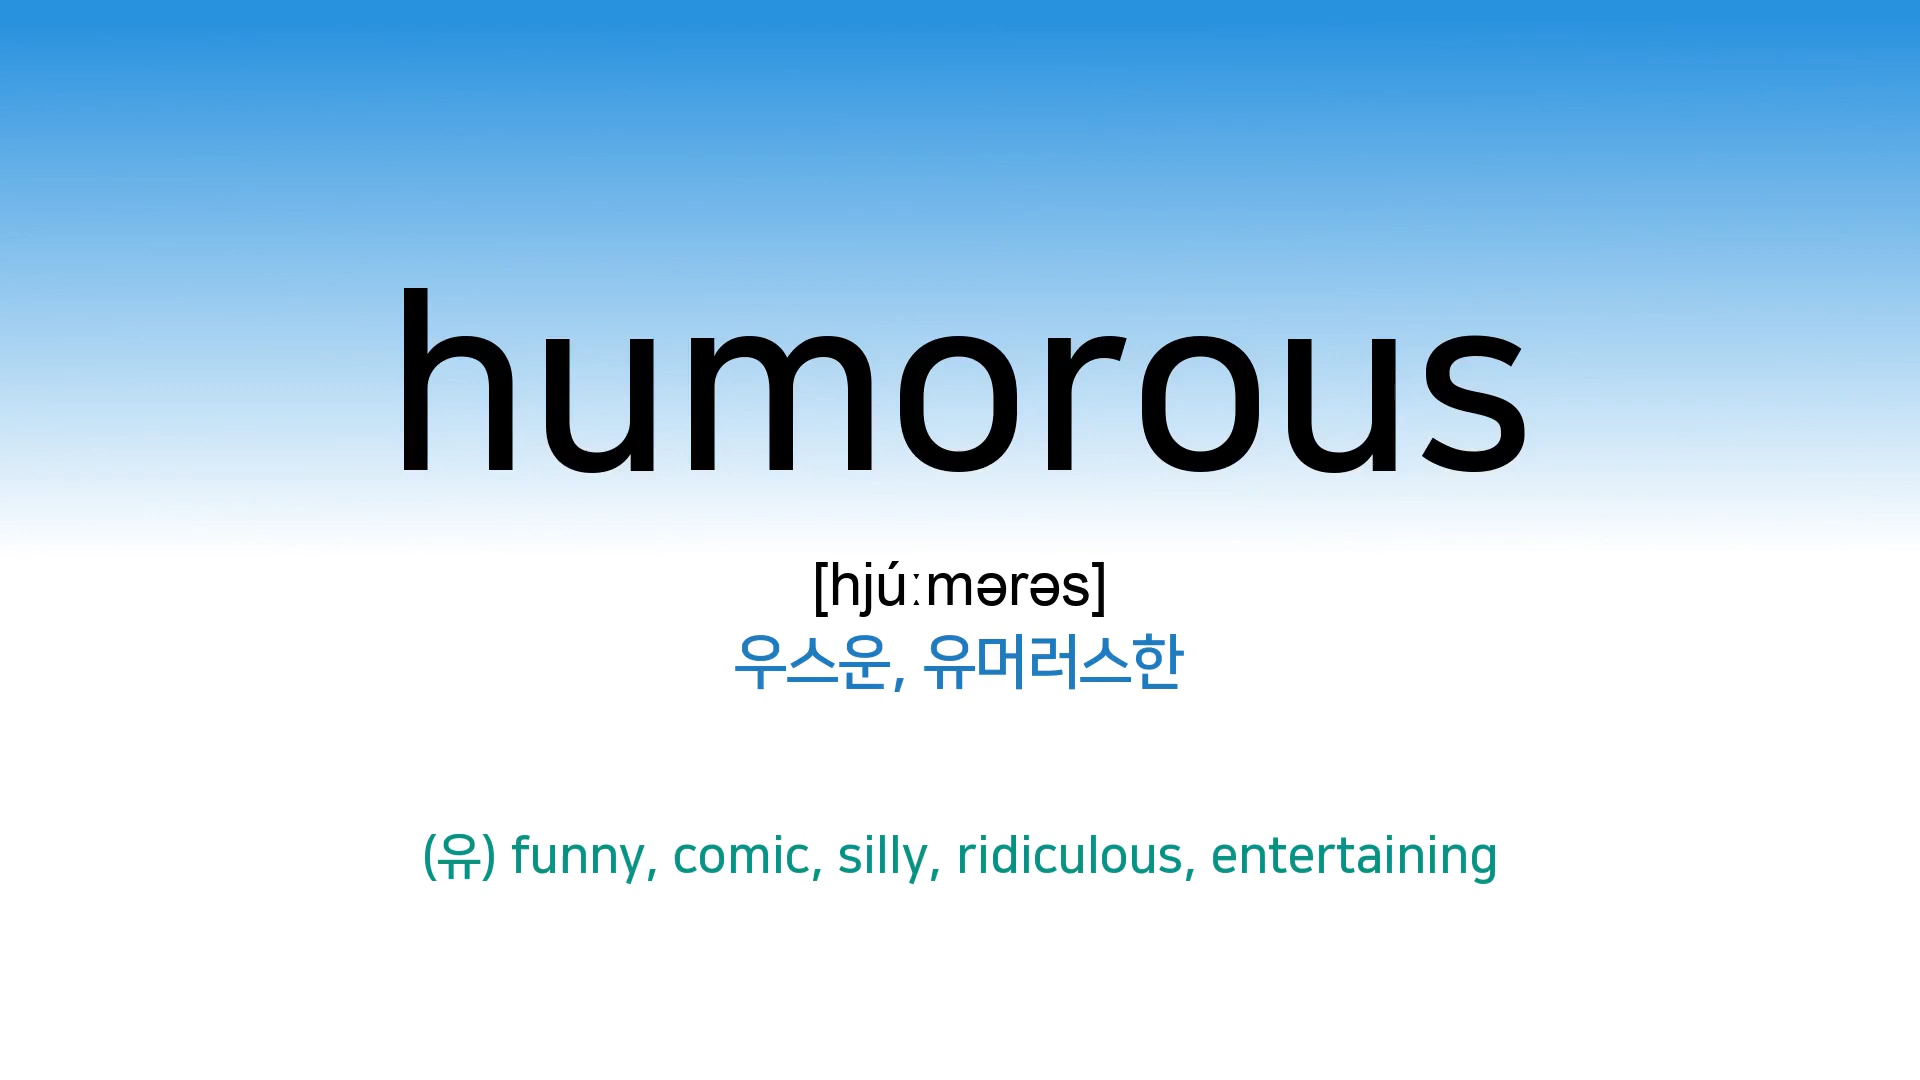 humorous
[hjúːmərəs]
우스운, 유머러스한
(유) funny, comic, silly, ridiculous, entertaining